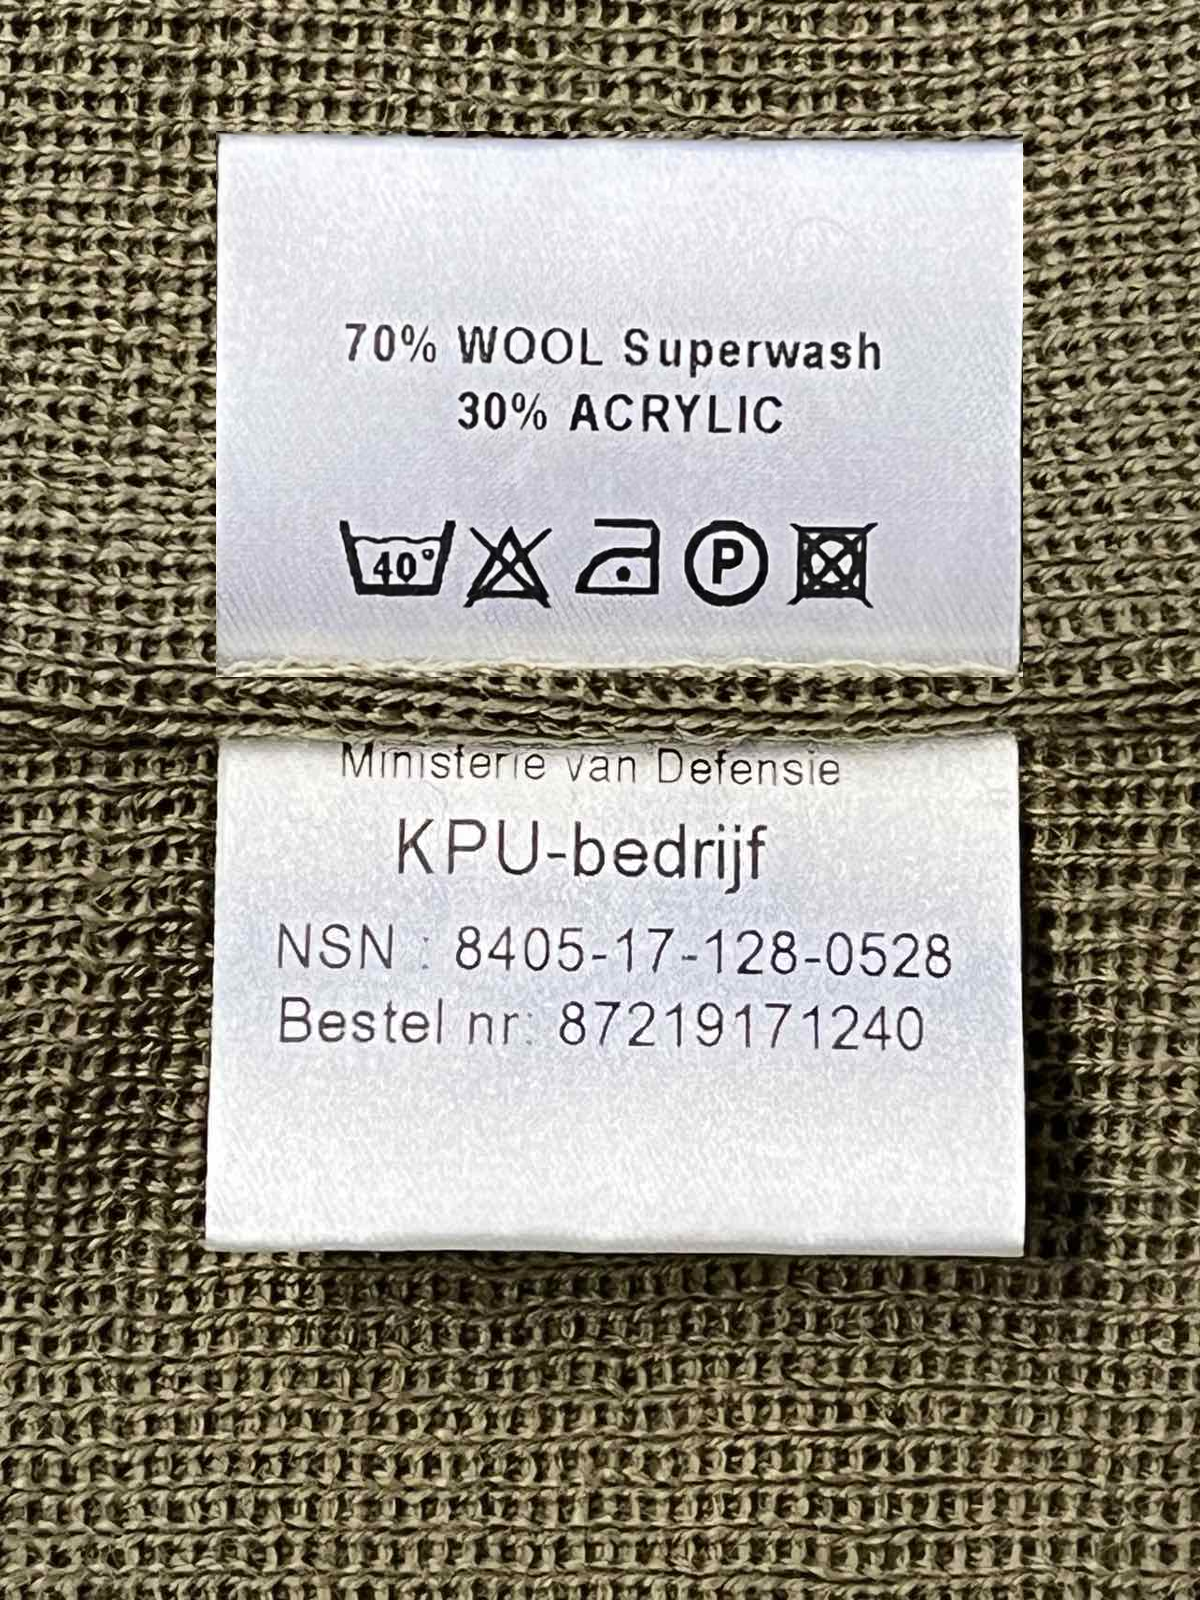 70% WOOL Superwash
30% ACRYLIC
40°
P
Ministerie van Defensie
KPU-bedrijf
NSN : 8405-17-128-0528
Bestel nr: 87219171240